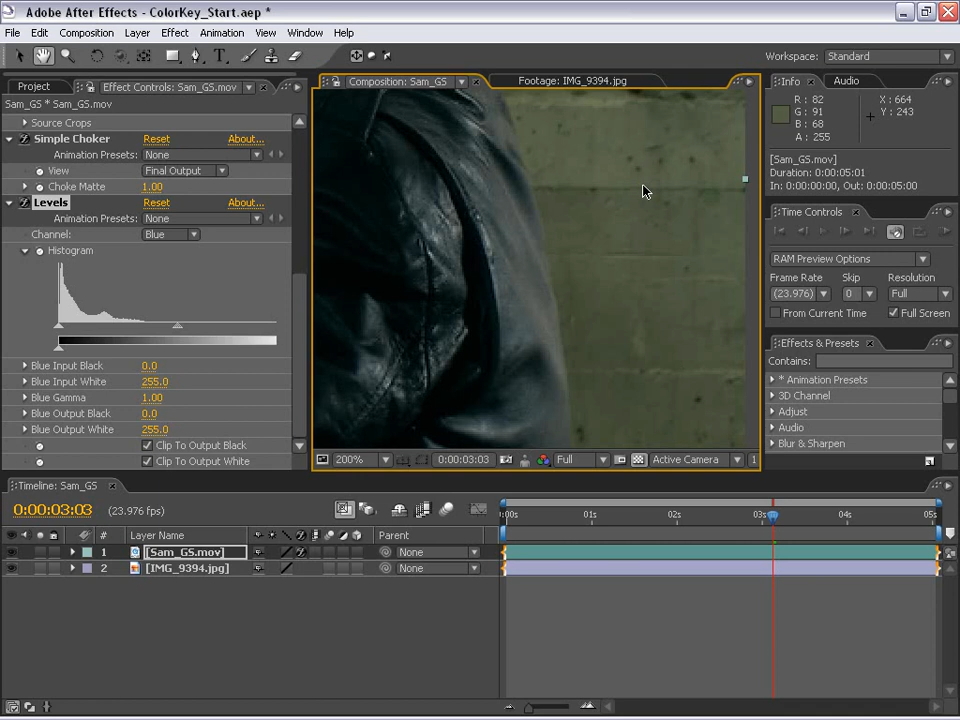 Adobe After Effects - ColorKey_Start.aep *
File Edit Composition Layer Effect Animation View Window Help
Workspace: Standard
Project Effect Controls: Sam_GS.mov
Sam_GS * Sam_GS.mov
Source Crops
Simple Choker Reset About...
Animation Presets: None
View Final Output
Choke Matte 1.00
Levels Reset About...
Animation Presets: None
Channel: Blue
Histogram
Blue Input Black 0.0
Blue Input White 255.0
Blue Gamma 1.00
Blue Output Black 0.0
Blue Output White 255.0
Clip To Output Black
Clip To Output White
Composition: Sam_GS Footage: IMG_9394.jpg
200% 0:00:03:03 Full Active Camera 1
Info Audio
R : 82 X : 664
G : 91 Y : 243
B : 68
A : 255
[Sam_GS.mov]
Duration: 0:00:05:01
In: 0:00:00:00, Out: 0:00:05:00
Time Controls
RAM Preview Options
Frame Rate Skip Resolution
(23.976) 0 Full
From Current Time Full Screen
Effects & Presets
Contains:
* Animation Presets
3D Channel
Adjust
Audio
Blur & Sharpen
Timeline: Sam_GS
0:00:03:03 (23.976 fps)
):00s 01s 02s 03s 04s 05s
# Layer Name Parent
1 [Sam_GS.mov] None
2 [IMG_9394.jpg] None